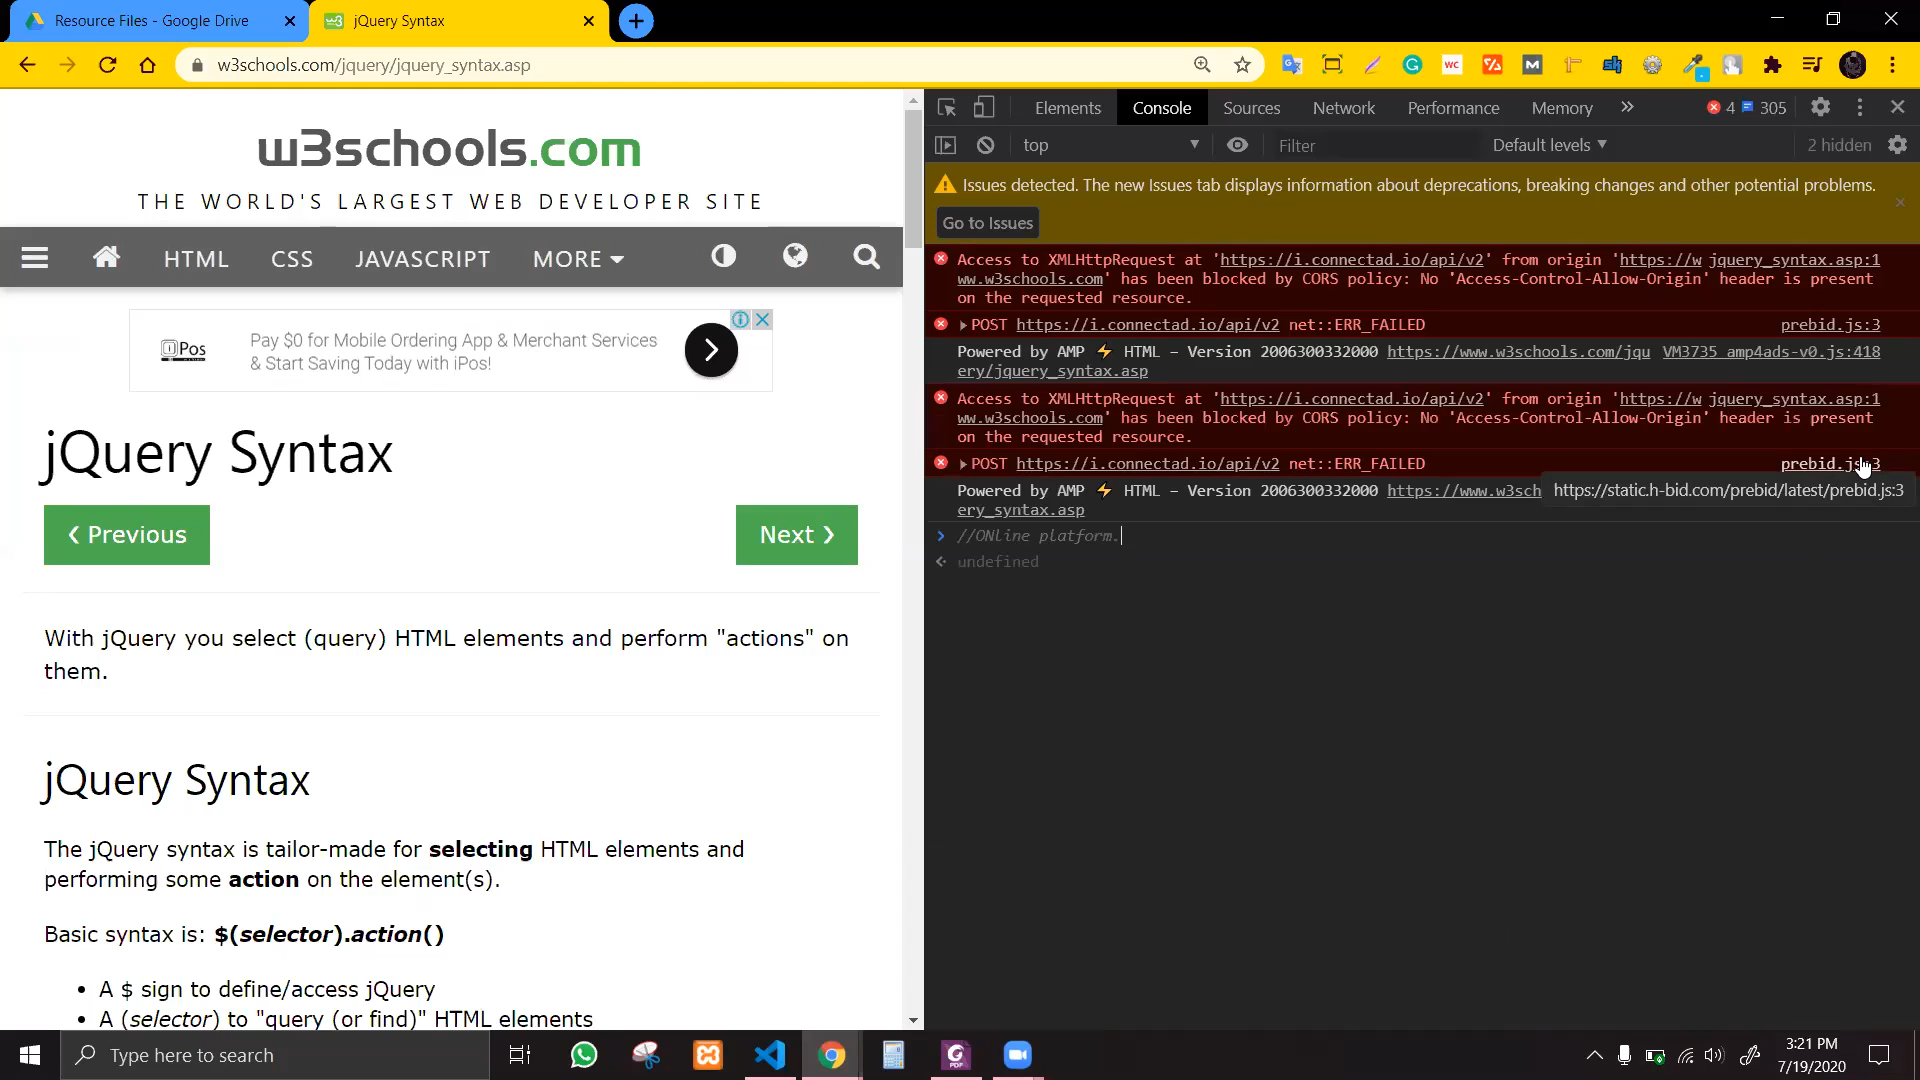 Resource Files - Google Drive
jQuery Syntax
w3schools.com/jquery/jquery_syntax.asp
w3schools.com
THE WORLD'S LARGEST WEB DEVELOPER SITE
HTML CSS JAVASCRIPT MORE
iPos
Pay $0 for Mobile Ordering App & Merchant Services
& Start Saving Today with iPos!
jQuery Syntax
❮ Previous
Next ❯
With jQuery you select (query) HTML elements and perform "actions" on
them.
jQuery Syntax
The jQuery syntax is tailor-made for selecting HTML elements and
performing some action on the element(s).
Basic syntax is: $(selector).action()
• A $ sign to define/access jQuery
• A (selector) to "query (or find)" HTML elements
Elements Console Sources Network Performance Memory » 4 305
top Filter Default levels 2 hidden
Issues detected. The new Issues tab displays information about deprecations, breaking changes and other potential problems.
Go to Issues
Access to XMLHttpRequest at 'https://i.connectad.io/api/v2' from origin 'https://w jquery_syntax.asp:1
ww.w3schools.com' has been blocked by CORS policy: No 'Access-Control-Allow-Origin' header is present
on the requested resource.
POST https://i.connectad.io/api/v2 net::ERR_FAILED prebid.js:3
Powered by AMP ⚡ HTML – Version 2006300332000 https://www.w3schools.com/jqu VM3735 amp4ads-v0.js:418
ery/jquery_syntax.asp
Access to XMLHttpRequest at 'https://i.connectad.io/api/v2' from origin 'https://w jquery_syntax.asp:1
ww.w3schools.com' has been blocked by CORS policy: No 'Access-Control-Allow-Origin' header is present
on the requested resource.
POST https://i.connectad.io/api/v2 net::ERR_FAILED prebid.js:3
Powered by AMP ⚡ HTML – Version 2006300332000 https://www.w3sch
https://static.h-bid.com/prebid/latest/prebid.js:3
ery_syntax.asp
> //ONline platform.
undefined
Type here to search
3:21 PM
7/19/2020